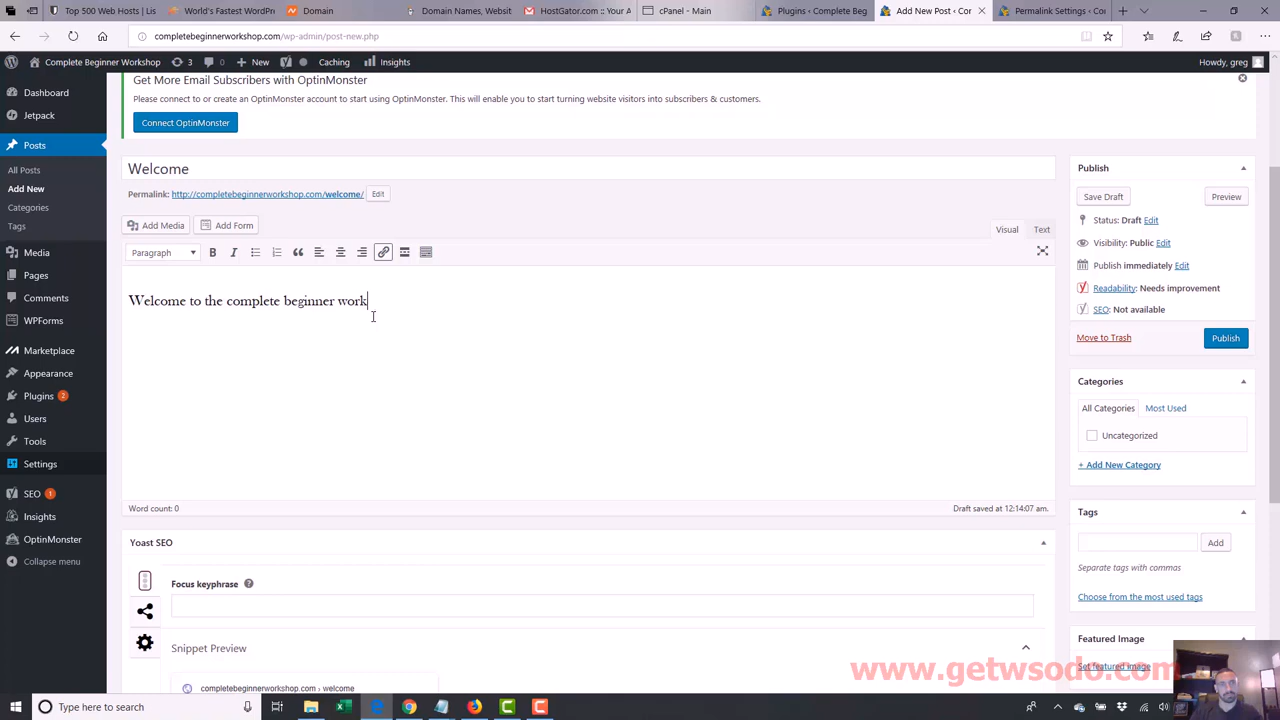 Top 500 Web Hosts Lis
World's Fastest WordPre
Domain
Domain Names, Websit
HostGator.com :: Your A
cPanel - Main
Plugins ‹ Complete Beg
Add New Post ‹ Cor
Permalink Settings ‹ Co
completebeginnerworkshop.com/wp-admin/post-new.php
Complete Beginner Workshop
3
0
New
Caching
Insights
Howdy, greg
Dashboard
Jetpack
Posts
All Posts
Add New
Categories
Tags
Media
Pages
Comments
WPForms
Marketplace
Appearance
Plugins 2
Users
Tools
Settings
SEO 1
Insights
OptinMonster
Collapse menu
Get More Email Subscribers with OptinMonster
Please connect to or create an OptinMonster account to start using OptinMonster. This will enable you to start turning website visitors into subscribers & customers.
Connect OptinMonster
Welcome
Permalink: http://completebeginnerworkshop.com/welcome/ Edit
Add Media
Add Form
Visual
Text
Paragraph
B
I
Welcome to the complete beginner work
Word count: 0
Draft saved at 12:14:07 am.
Yoast SEO
Focus keyphrase
Snippet Preview
completebeginnerworkshop.com › welcome
Publish
Save Draft
Preview
Status: Draft Edit
Visibility: Public Edit
Publish immediately Edit
Readability: Needs improvement
SEO: Not available
Move to Trash
Publish
Categories
All Categories
Most Used
Uncategorized
+ Add New Category
Tags
Add
Separate tags with commas
Choose from the most used tags
Featured Image
Set featured image
www.getwsodo.com
Type here to search